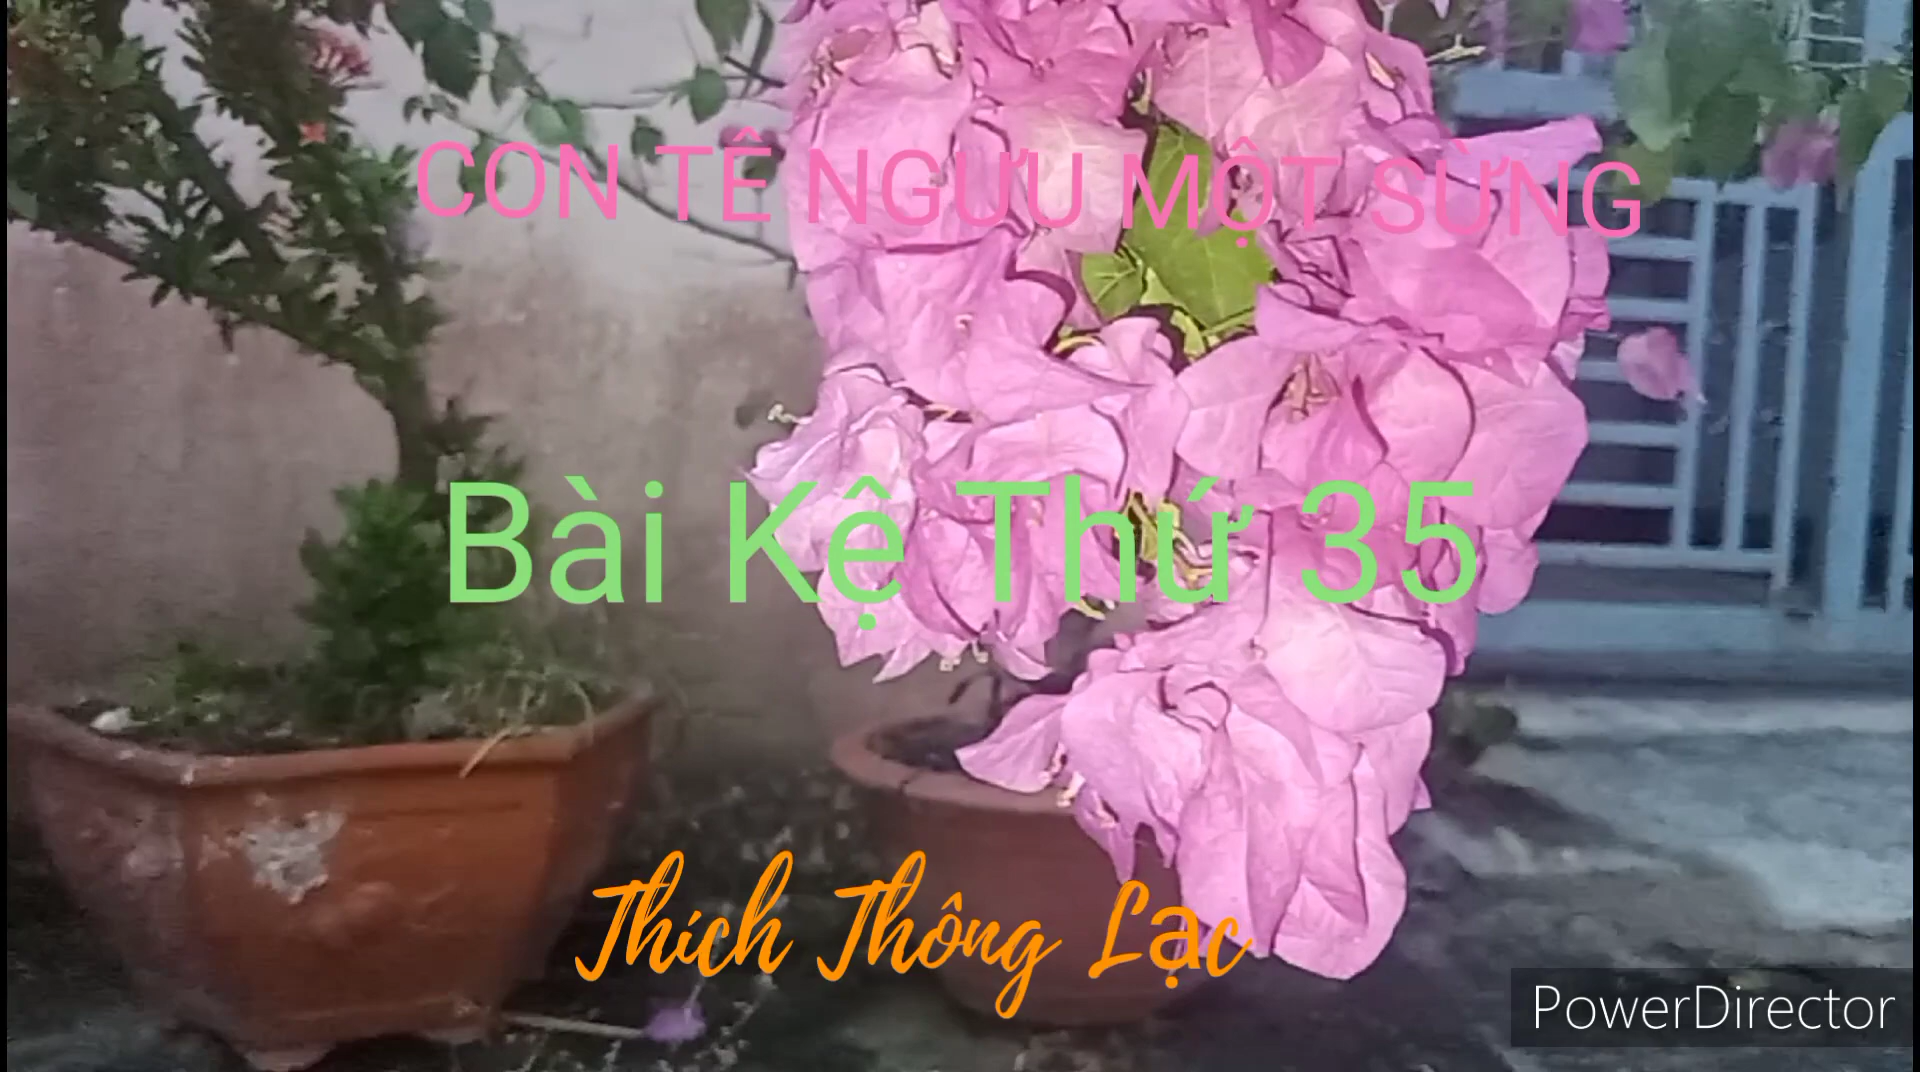 CON TÊ NGƯU MỘT SỪNG
Bài Kệ Thứ 35
Thích Thông Lạc
PowerDirector